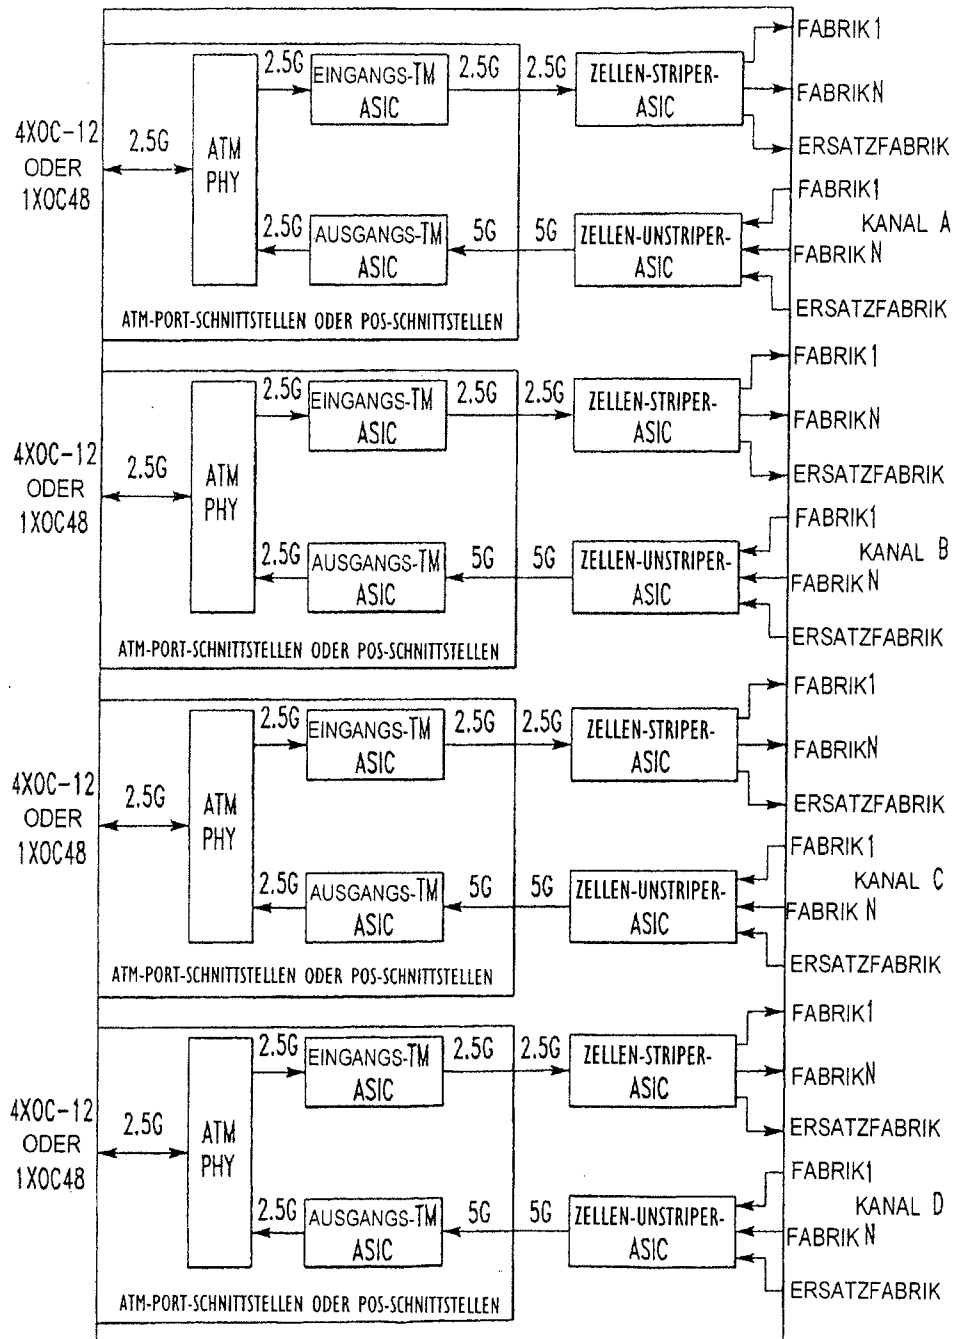 FABRIK1
2.5G
EINGANGS-TM
ASIC
2.5G
2.5G
ZELLEN-STRIPER-
ASIC
FABRIKN
4XOC-12
ODER
1XOC48
2.5G
ATM
PHY
ERSATZFABRIK
FABRIK1
KANAL A
2.5G
AUSGANGS-TM
ASIC
5G
5G
ZELLEN-UNSTRIPER-
ASIC
FABRIK N
ERSATZFABRIK
ATM-PORT-SCHNITTSTELLEN ODER POS-SCHNITTSTELLEN
FABRIK1
2.5G
EINGANGS-TM
ASIC
2.5G
2.5G
ZELLEN-STRIPER-
ASIC
FABRIKN
4XOC-12
ODER
1XOC48
2.5G
ATM
PHY
ERSATZFABRIK
FABRIK1
KANAL B
2.5G
AUSGANGS-TM
ASIC
5G
5G
ZELLEN-UNSTRIPER-
ASIC
FABRIKN
ERSATZFABRIK
ATM-PORT-SCHNITTSTELLEN ODER POS-SCHNITTSTELLEN
FABRIK1
2.5G
EINGANGS-TM
ASIC
2.5G
2.5G
ZELLEN-STRIPER-
ASIC
FABRIKN
4XOC-12
ODER
1XOC48
2.5G
ATM
PHY
ERSATZFABRIK
FABRIK1
KANAL C
2.5G
AUSGANGS-TM
ASIC
5G
5G
ZELLEN-UNSTRIPER-
ASIC
FABRIK N
ERSATZFABRIK
ATM-PORT-SCHNITTSTELLEN ODER POS-SCHNITTSTELLEN
FABRIK1
2.5G
EINGANGS-TM
ASIC
2.5G
2.5G
ZELLEN-STRIPER-
ASIC
FABRIKN
4XOC-12
ODER
1XOC48
2.5G
ATM
PHY
ERSATZFABRIK
FABRIK1
KANAL D
2.5G
AUSGANGS-TM
ASIC
5G
5G
ZELLEN-UNSTRIPER-
ASIC
FABRIK N
ERSATZFABRIK
ATM-PORT-SCHNITTSTELLEN ODER POS-SCHNITTSTELLEN